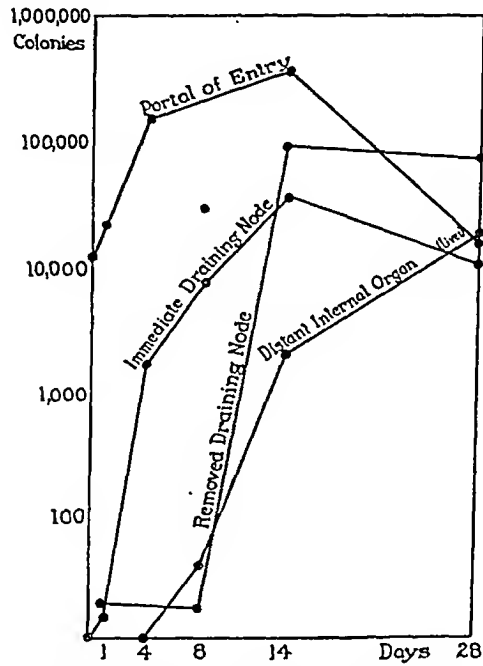 1,000,000
Colonies
Portal of Entry
100,000
Immediate Draining Node
10,000
(Liver)
Distant Internal Organ
Removed Draining Node
1,000
100
1 4 8 14 Days 28